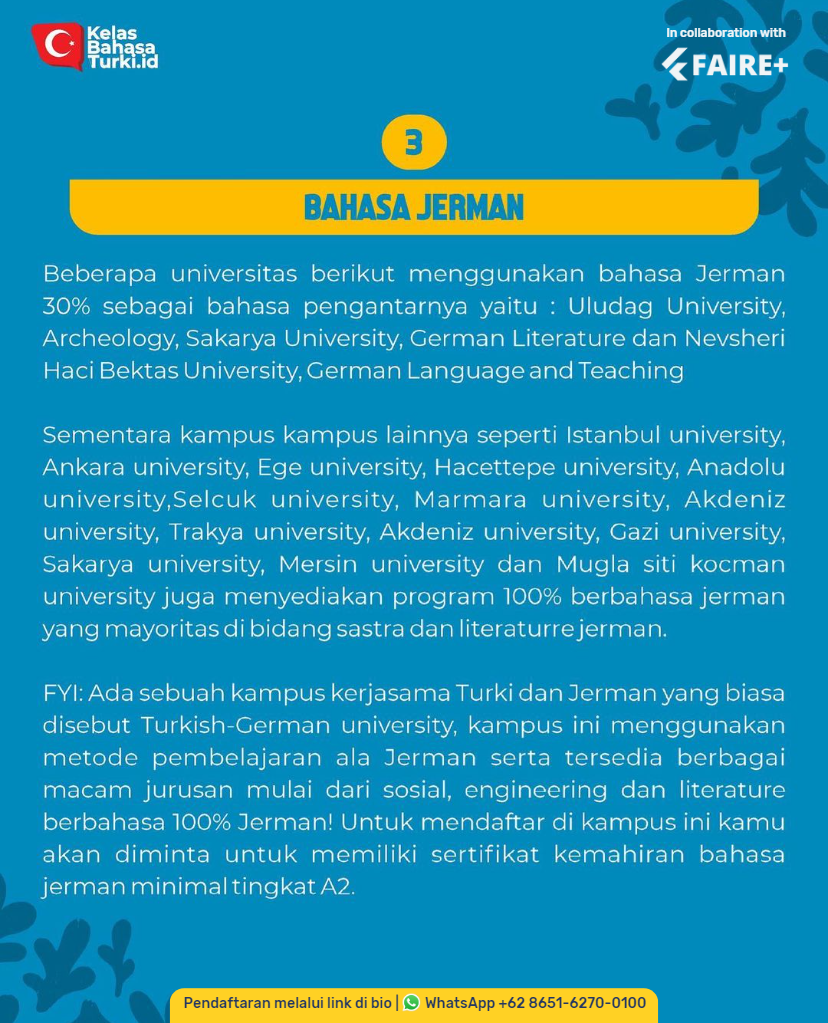 Kelas
Bahasa
Turki.id
In collaboration with
FAIRE+
3
BAHASA JERMAN
Beberapa universitas berikut menggunakan bahasa Jerman
30% sebagai bahasa pengantarnya yaitu : Uludag University,
Archeology, Sakarya University, German Literature dan Nevsheri
Haci Bektas University, German Language and Teaching
Sementara kampus kampus lainnya seperti Istanbul university,
Ankara university, Ege university, Hacettepe university, Anadolu
university,Selcuk university, Marmara university, Akdeniz
university, Trakya university, Akdeniz university, Gazi university,
Sakarya university, Mersin university dan Mugla siti kocman
university juga menyediakan program 100% berbahasa jerman
yang mayoritas di bidang sastra dan literaturre jerman.
FYI: Ada sebuah kampus kerjasama Turki dan Jerman yang biasa
disebut Turkish-German university, kampus ini menggunakan
metode pembelajaran ala Jerman serta tersedia berbagai
macam jurusan mulai dari sosial, engineering dan literature
berbahasa 100% Jerman! Untuk mendaftar di kampus ini kamu
akan diminta untuk memiliki sertifikat kemahiran bahasa
jerman minimal tingkat A2.
Pendaftaran melalui link di bio | WhatsApp +62 8651-6270-0100